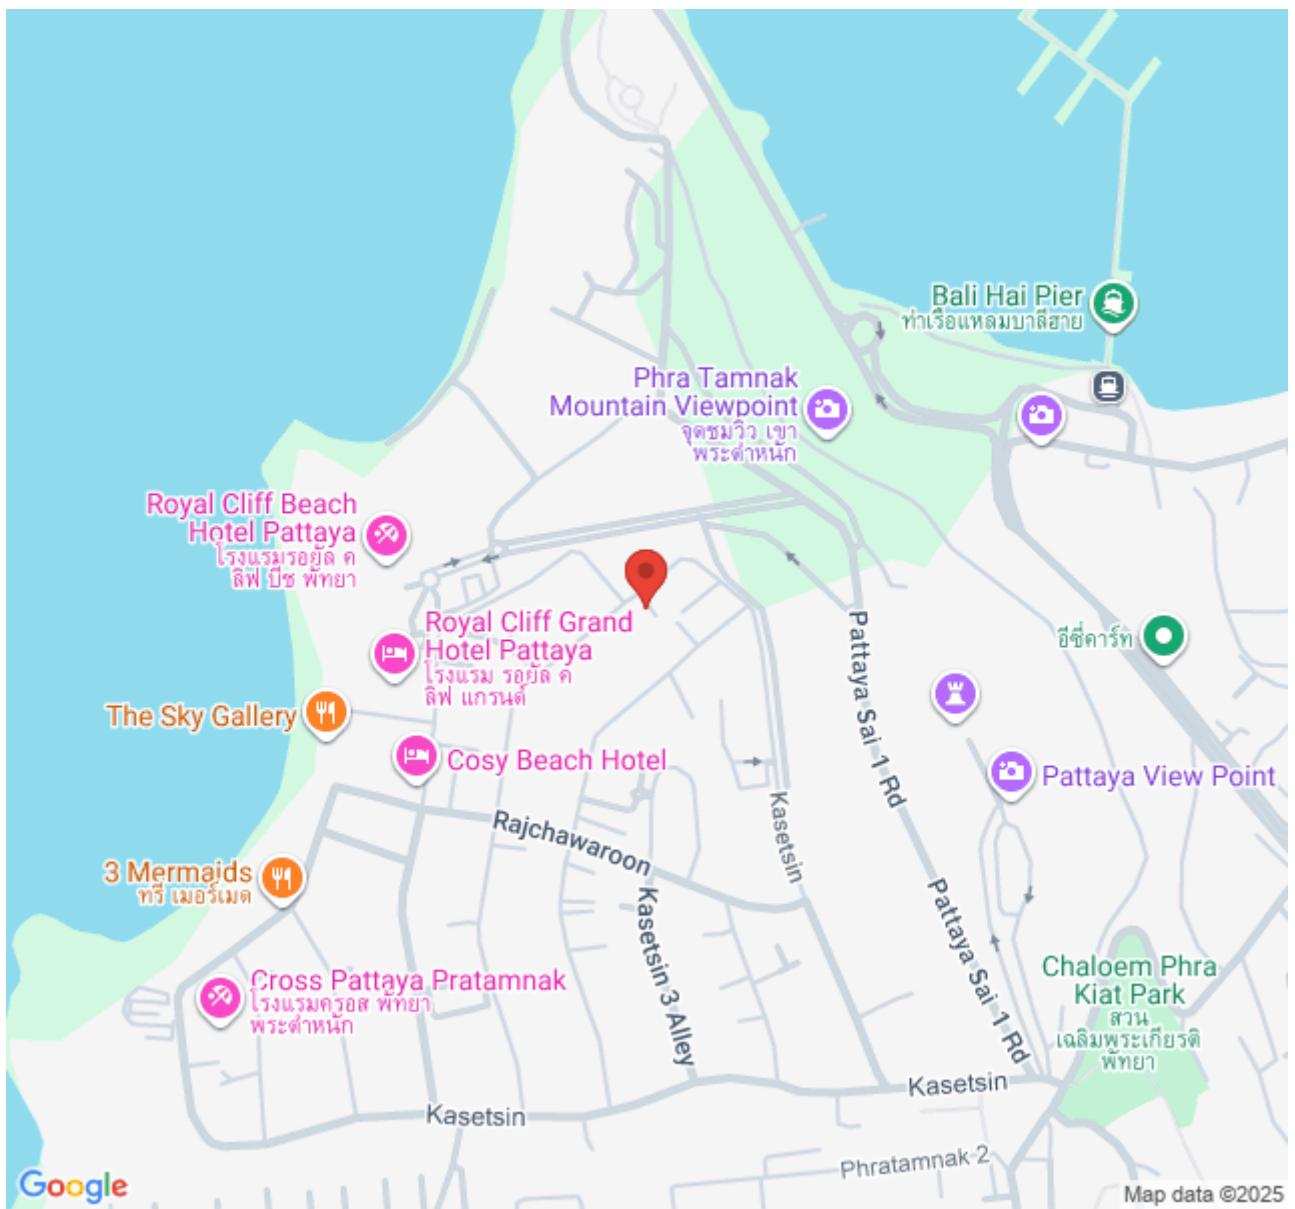 Bali Hai Pier
ท่าเรือแหลมบาลีฮาย
Phra Tamnak
Mountain Viewpoint
จุดชมวิว เขา
พระตำหนัก
Royal Cliff Beach
Hotel Pattaya
โรงแรมรอยัล ค
ลิฟ บีช พัทยา
Royal Cliff Grand
Hotel Pattaya
โรงแรม รอยัล ค
ลิฟ แกรนด์
อีซี่คาร์ท
Pattaya Sai 1 Rd
The Sky Gallery
Cosy Beach Hotel
Pattaya View Point
Rajchawaroon
Kasetsin
3 Mermaids
ทรี เมอร์เมด
Kasetsin 3 Alley
Pattaya Sai 1 Rd
Cross Pattaya Pratamnak
โรงแรมครอส พัทยา
พระตำหนัก
Chaloem Phra
Kiat Park
สวน
เฉลิมพระเกียรติ
พัทยา
Kasetsin
Kasetsin
Phratamnak 2
Google
Map data ©2025